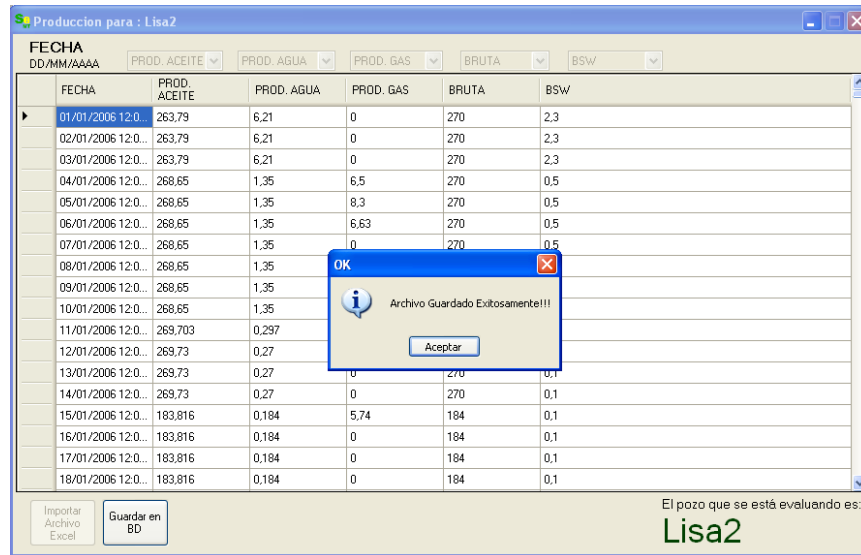 Produccion para : Lisa2
FECHA
DD/MM/AAAA PROD. ACEITE PROD. AGUA PROD. GAS BRUTA BSW
FECHA PROD. ACEITE PROD. AGUA PROD. GAS BRUTA BSW
01/01/2006 12:0... 263,79 6,21 0 270 2,3
02/01/2006 12:0... 263,79 6,21 0 270 2,3
03/01/2006 12:0... 263,79 6,21 0 270 2,3
04/01/2006 12:0... 268,65 1,35 6,5 270 0,5
05/01/2006 12:0... 268,65 1,35 8,3 270 0,5
06/01/2006 12:0... 268,65 1,35 6,63 270 0,5
07/01/2006 12:0... 268,65 1,35 0 270 0,5
08/01/2006 12:0... 268,65 1,35
09/01/2006 12:0... 268,65 1,35
10/01/2006 12:0... 268,65 1,35
11/01/2006 12:0... 269,703 0,297
12/01/2006 12:0... 269,73 0,27
13/01/2006 12:0... 269,73 0,27 0 270 0,1
14/01/2006 12:0... 269,73 0,27 0 270 0,1
15/01/2006 12:0... 183,816 0,184 5,74 184 0,1
16/01/2006 12:0... 183,816 0,184 0 184 0,1
17/01/2006 12:0... 183,816 0,184 0 184 0,1
18/01/2006 12:0... 183,816 0,184 0 184 0,1
OK
Archivo Guardado Exitosamente!!!
Aceptar
Importar
Archivo
Excel
Guardar en
BD
El pozo que se está evaluando es:
Lisa2